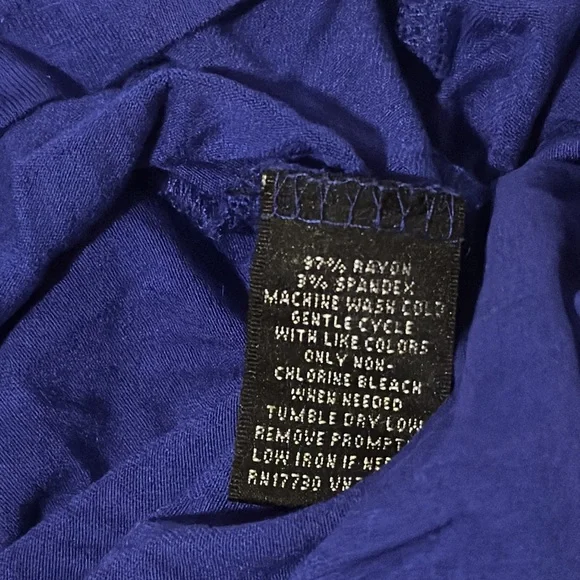 97% RAYON
3% SPANDEX
MACHINE WASH COLD
GENTLE CYCLE
WITH LIKE COLORS
ONLY NON-
CHLORINE BLEACH
WHEN NEEDED
TUMBLE DRY LOW
REMOVE PROMPT
LOW IRON IF NE
RN17730 VN